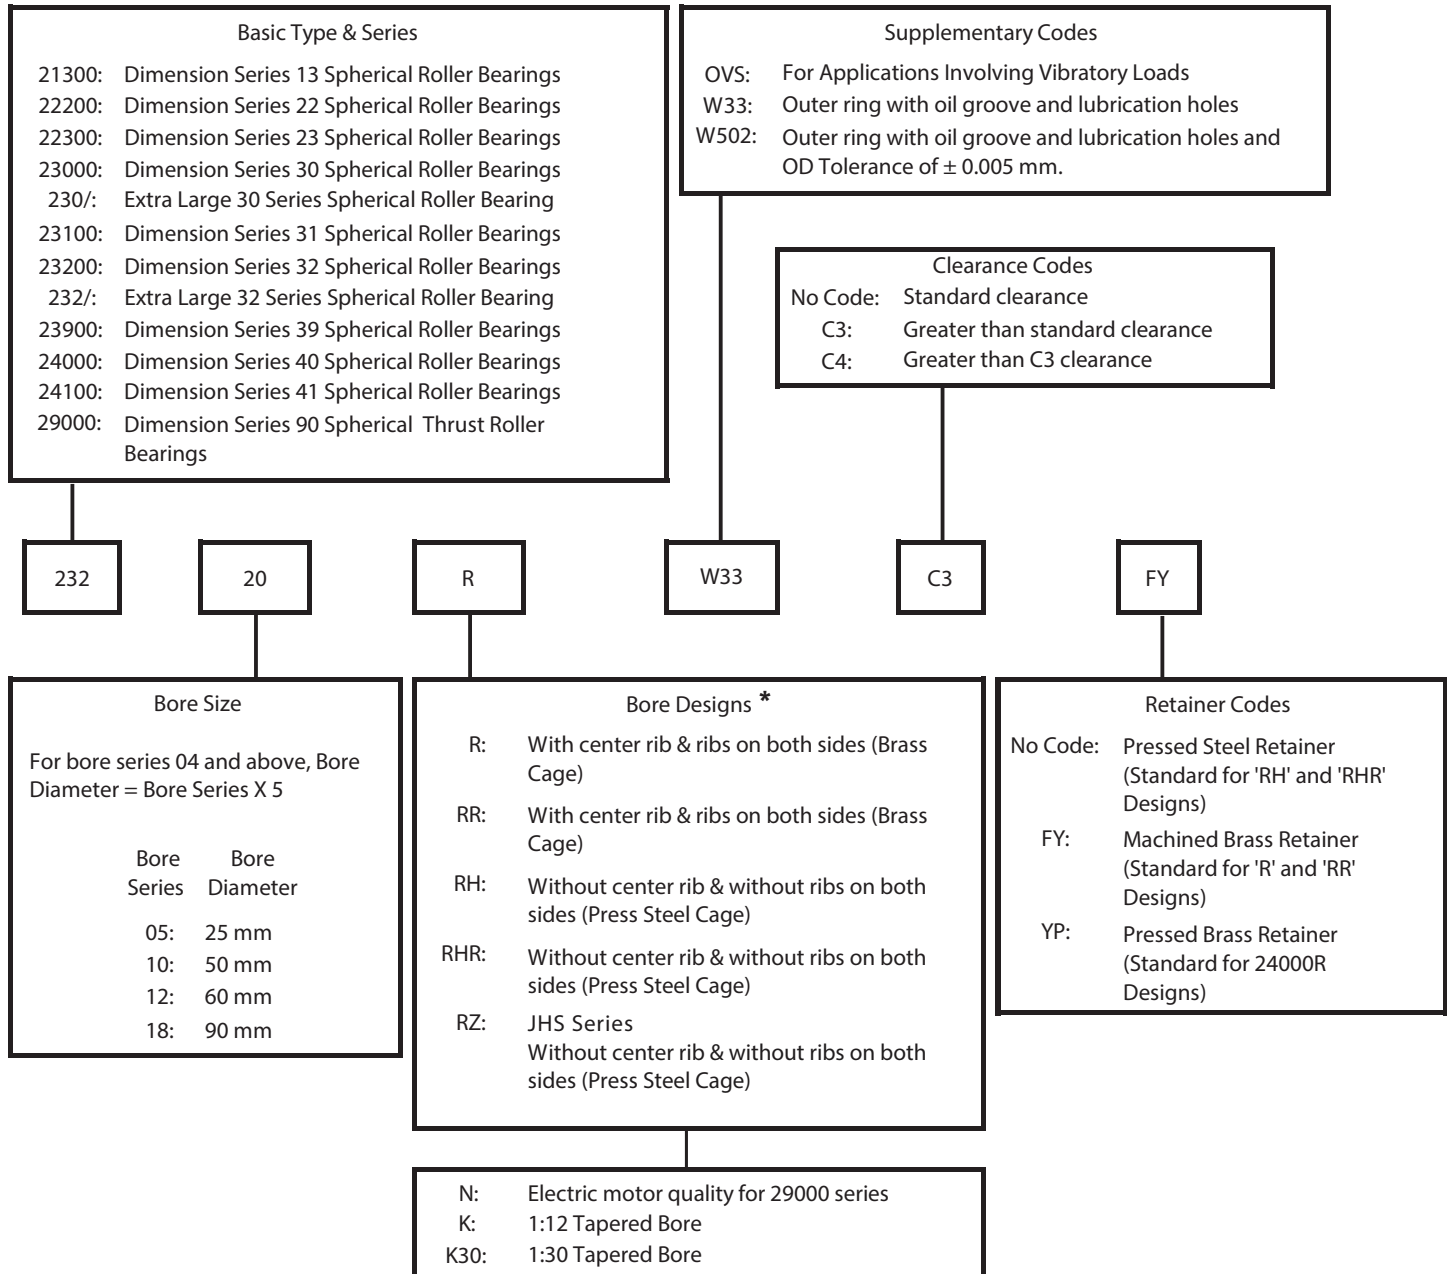 Basic Type & Series
21300: Dimension Series 13 Spherical Roller Bearings
22200: Dimension Series 22 Spherical Roller Bearings
22300: Dimension Series 23 Spherical Roller Bearings
23000: Dimension Series 30 Spherical Roller Bearings
230/: Extra Large 30 Series Spherical Roller Bearing
23100: Dimension Series 31 Spherical Roller Bearings
23200: Dimension Series 32 Spherical Roller Bearings
232/: Extra Large 32 Series Spherical Roller Bearing
23900: Dimension Series 39 Spherical Roller Bearings
24000: Dimension Series 40 Spherical Roller Bearings
24100: Dimension Series 41 Spherical Roller Bearings
29000: Dimension Series 90 Spherical Thrust Roller
Bearings
Supplementary Codes
OVS: For Applications Involving Vibratory Loads
W33: Outer ring with oil groove and lubrication holes
W502: Outer ring with oil groove and lubrication holes and
OD Tolerance of ± 0.005 mm.
Clearance Codes
No Code: Standard clearance
C3: Greater than standard clearance
C4: Greater than C3 clearance
232 20 R W33 C3 FY
Bore Size
For bore series 04 and above, Bore
Diameter = Bore Series X 5
Bore Bore
Series Diameter
05: 25 mm
10: 50 mm
12: 60 mm
18: 90 mm
Bore Designs *
R: With center rib & ribs on both sides (Brass
Cage)
RR: With center rib & ribs on both sides (Brass
Cage)
RH: Without center rib & without ribs on both
sides (Press Steel Cage)
RHR: Without center rib & without ribs on both
sides (Press Steel Cage)
RZ: JHS Series
Without center rib & without ribs on both
sides (Press Steel Cage)
Retainer Codes
No Code: Pressed Steel Retainer
(Standard for 'RH' and 'RHR'
Designs)
FY: Machined Brass Retainer
(Standard for 'R' and 'RR'
Designs)
YP: Pressed Brass Retainer
(Standard for 24000R
Designs)
N: Electric motor quality for 29000 series
K: 1:12 Tapered Bore
K30: 1:30 Tapered Bore